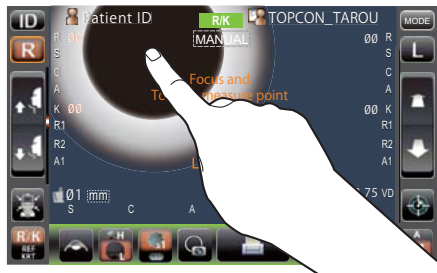 ID Patient ID R/K TOPCON_TAROU MODE
R 00 MANUAL 00 R
R S S L
C C
A Focus and A
measure point
K 00 00 K
R1 R1
R2 R2
A1 L A1
01 mm 75 VD
S C A
R/K H H A
REF
KRT